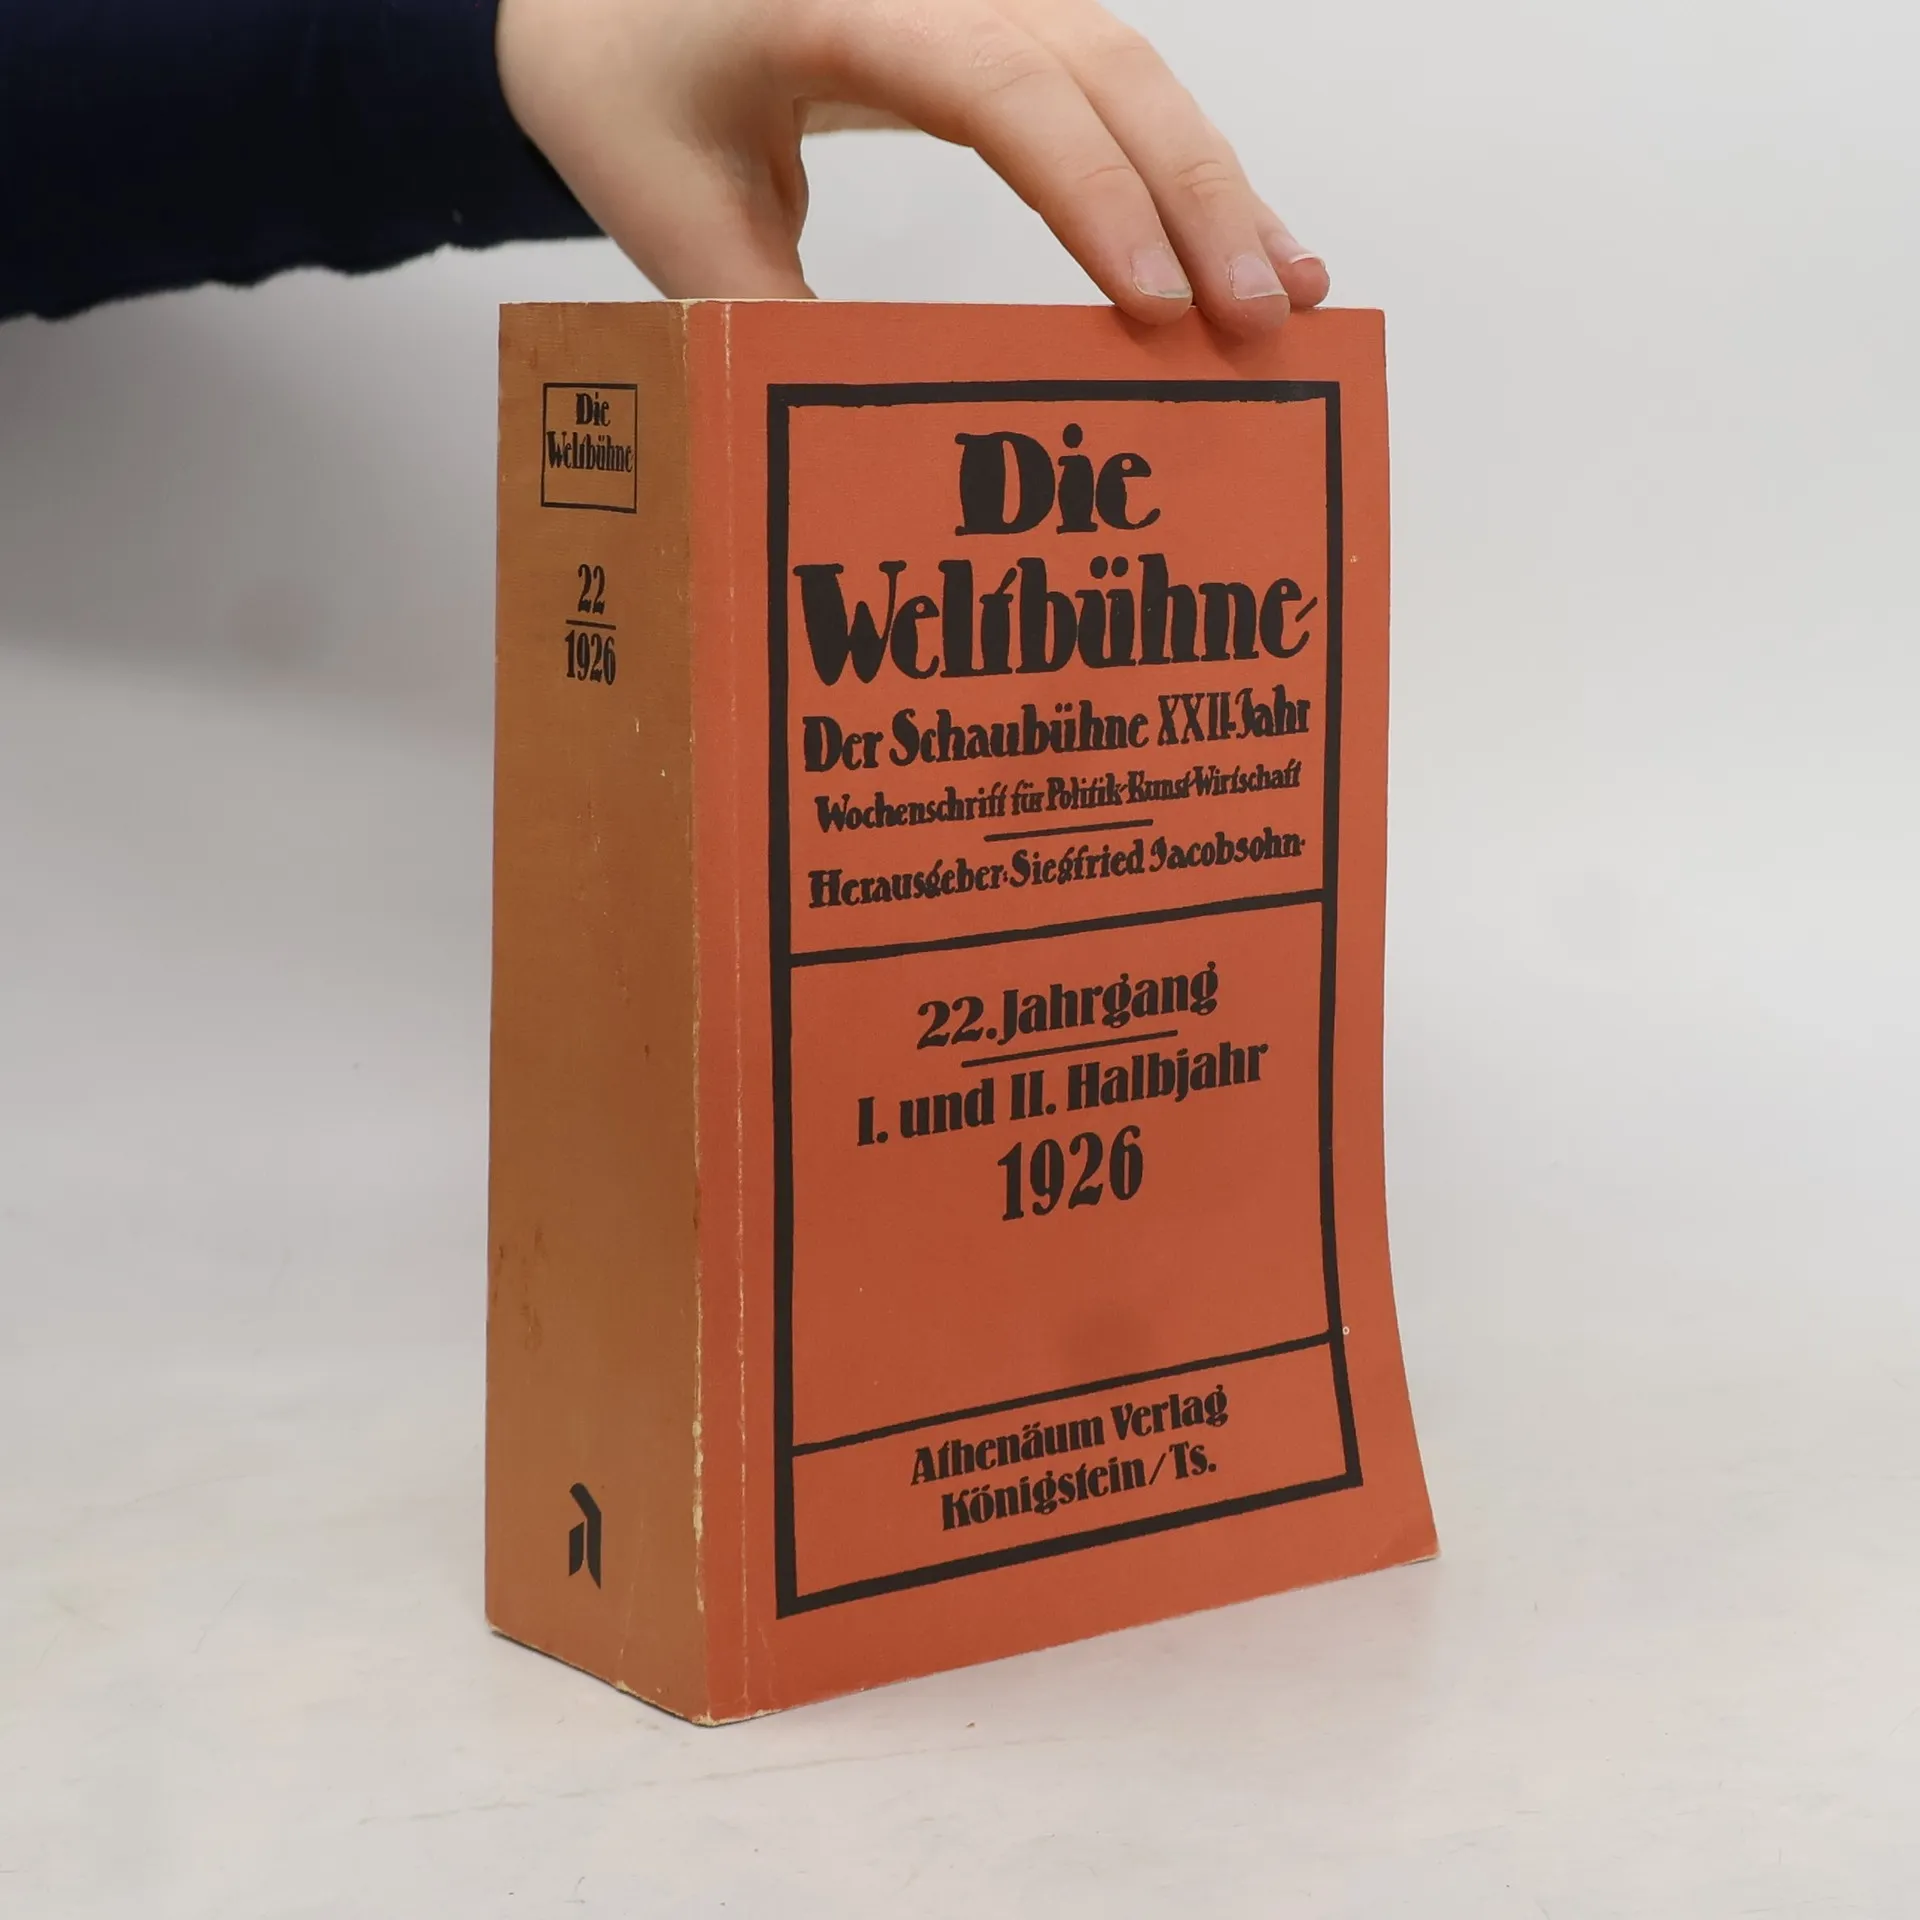 Die
Weltbühne
22
1926
Die
Weltbühne
Der Schaubühne XXII. Jahr
Wochenschrift für Politik-Kunst-Wirtschaft
Herausgeber: Siegfried Jacobsohn
22. Jahrgang
I. und II. Halbjahr
1926
Athenäum Verlag
Königstein/Ts.